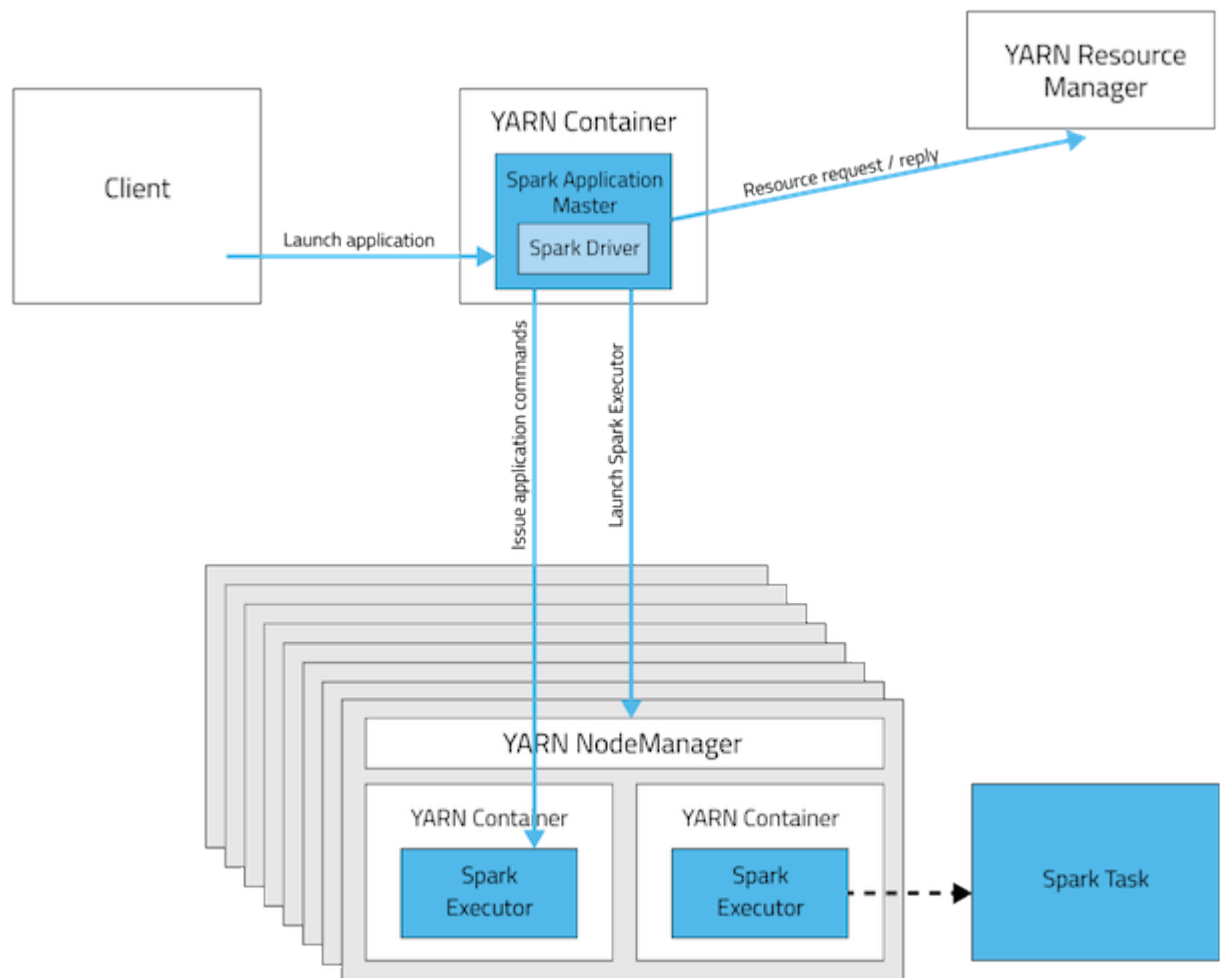 YARN Resource
Manager
YARN Container
Client
Spark Application
Master
Spark Driver
Launch application
Resource request / reply
Issue application commands
Launch Spark Executor
YARN NodeManager
YARN Container
Spark
Executor
YARN Container
Spark
Executor
Spark Task